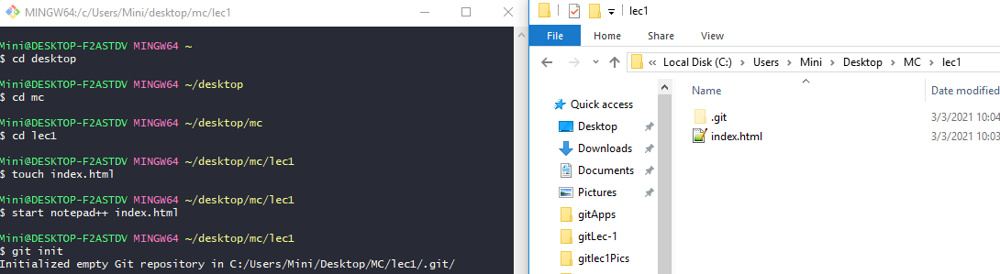 MINGW64:/c/Users/Mini/desktop/mc/lec1
Mini@DESKTOP-F2ASTDV MINGW64 ~
$ cd desktop
Mini@DESKTOP-F2ASTDV MINGW64 ~/desktop
$ cd mc
Mini@DESKTOP-F2ASTDV MINGW64 ~/desktop/mc
$ cd lec1
Mini@DESKTOP-F2ASTDV MINGW64 ~/desktop/mc/lec1
$ touch index.html
Mini@DESKTOP-F2ASTDV MINGW64 ~/desktop/mc/lec1
$ start notepad++ index.html
Mini@DESKTOP-F2ASTDV MINGW64 ~/desktop/mc/lec1
$ git init
Initialized empty Git repository in C:/Users/Mini/Desktop/MC/lec1/.git/
lec1
File Home Share View
« Local Disk (C:) Users Mini Desktop MC lec1
Quick access
Desktop
Downloads
Documents
Pictures
gitApps
gitLec-1
gitlec1Pics
Name Date modified
.git 3/3/2021 10:04
index.html 3/3/2021 10:03